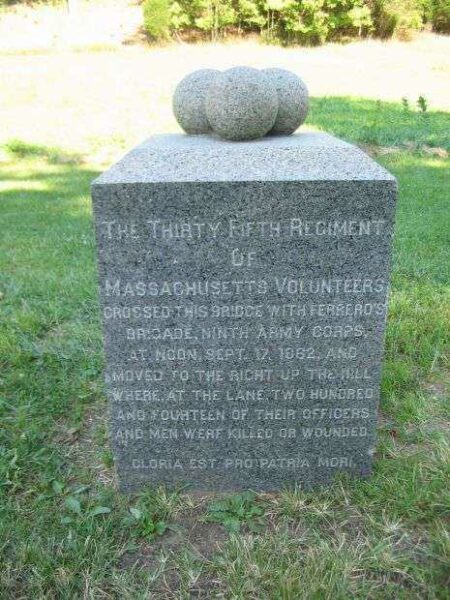 THE THIRTY FIFTH REGIMENT
OF
MASSACHUSETTS VOLUNTEERS
CROSSED THIS BRIDGE WITH FERRERO'S
BRIGADE, NINTH ARMY CORPS,
AT NOON, SEPT. 17, 1862, AND
MOVED TO THE RIGHT UP THE HILL
WHERE, AT THE LANE, TWO HUNDRED
AND FOURTEEN OF THEIR OFFICERS
AND MEN WERE KILLED OR WOUNDED.
GLORIA EST PRO PATRIA MORI.